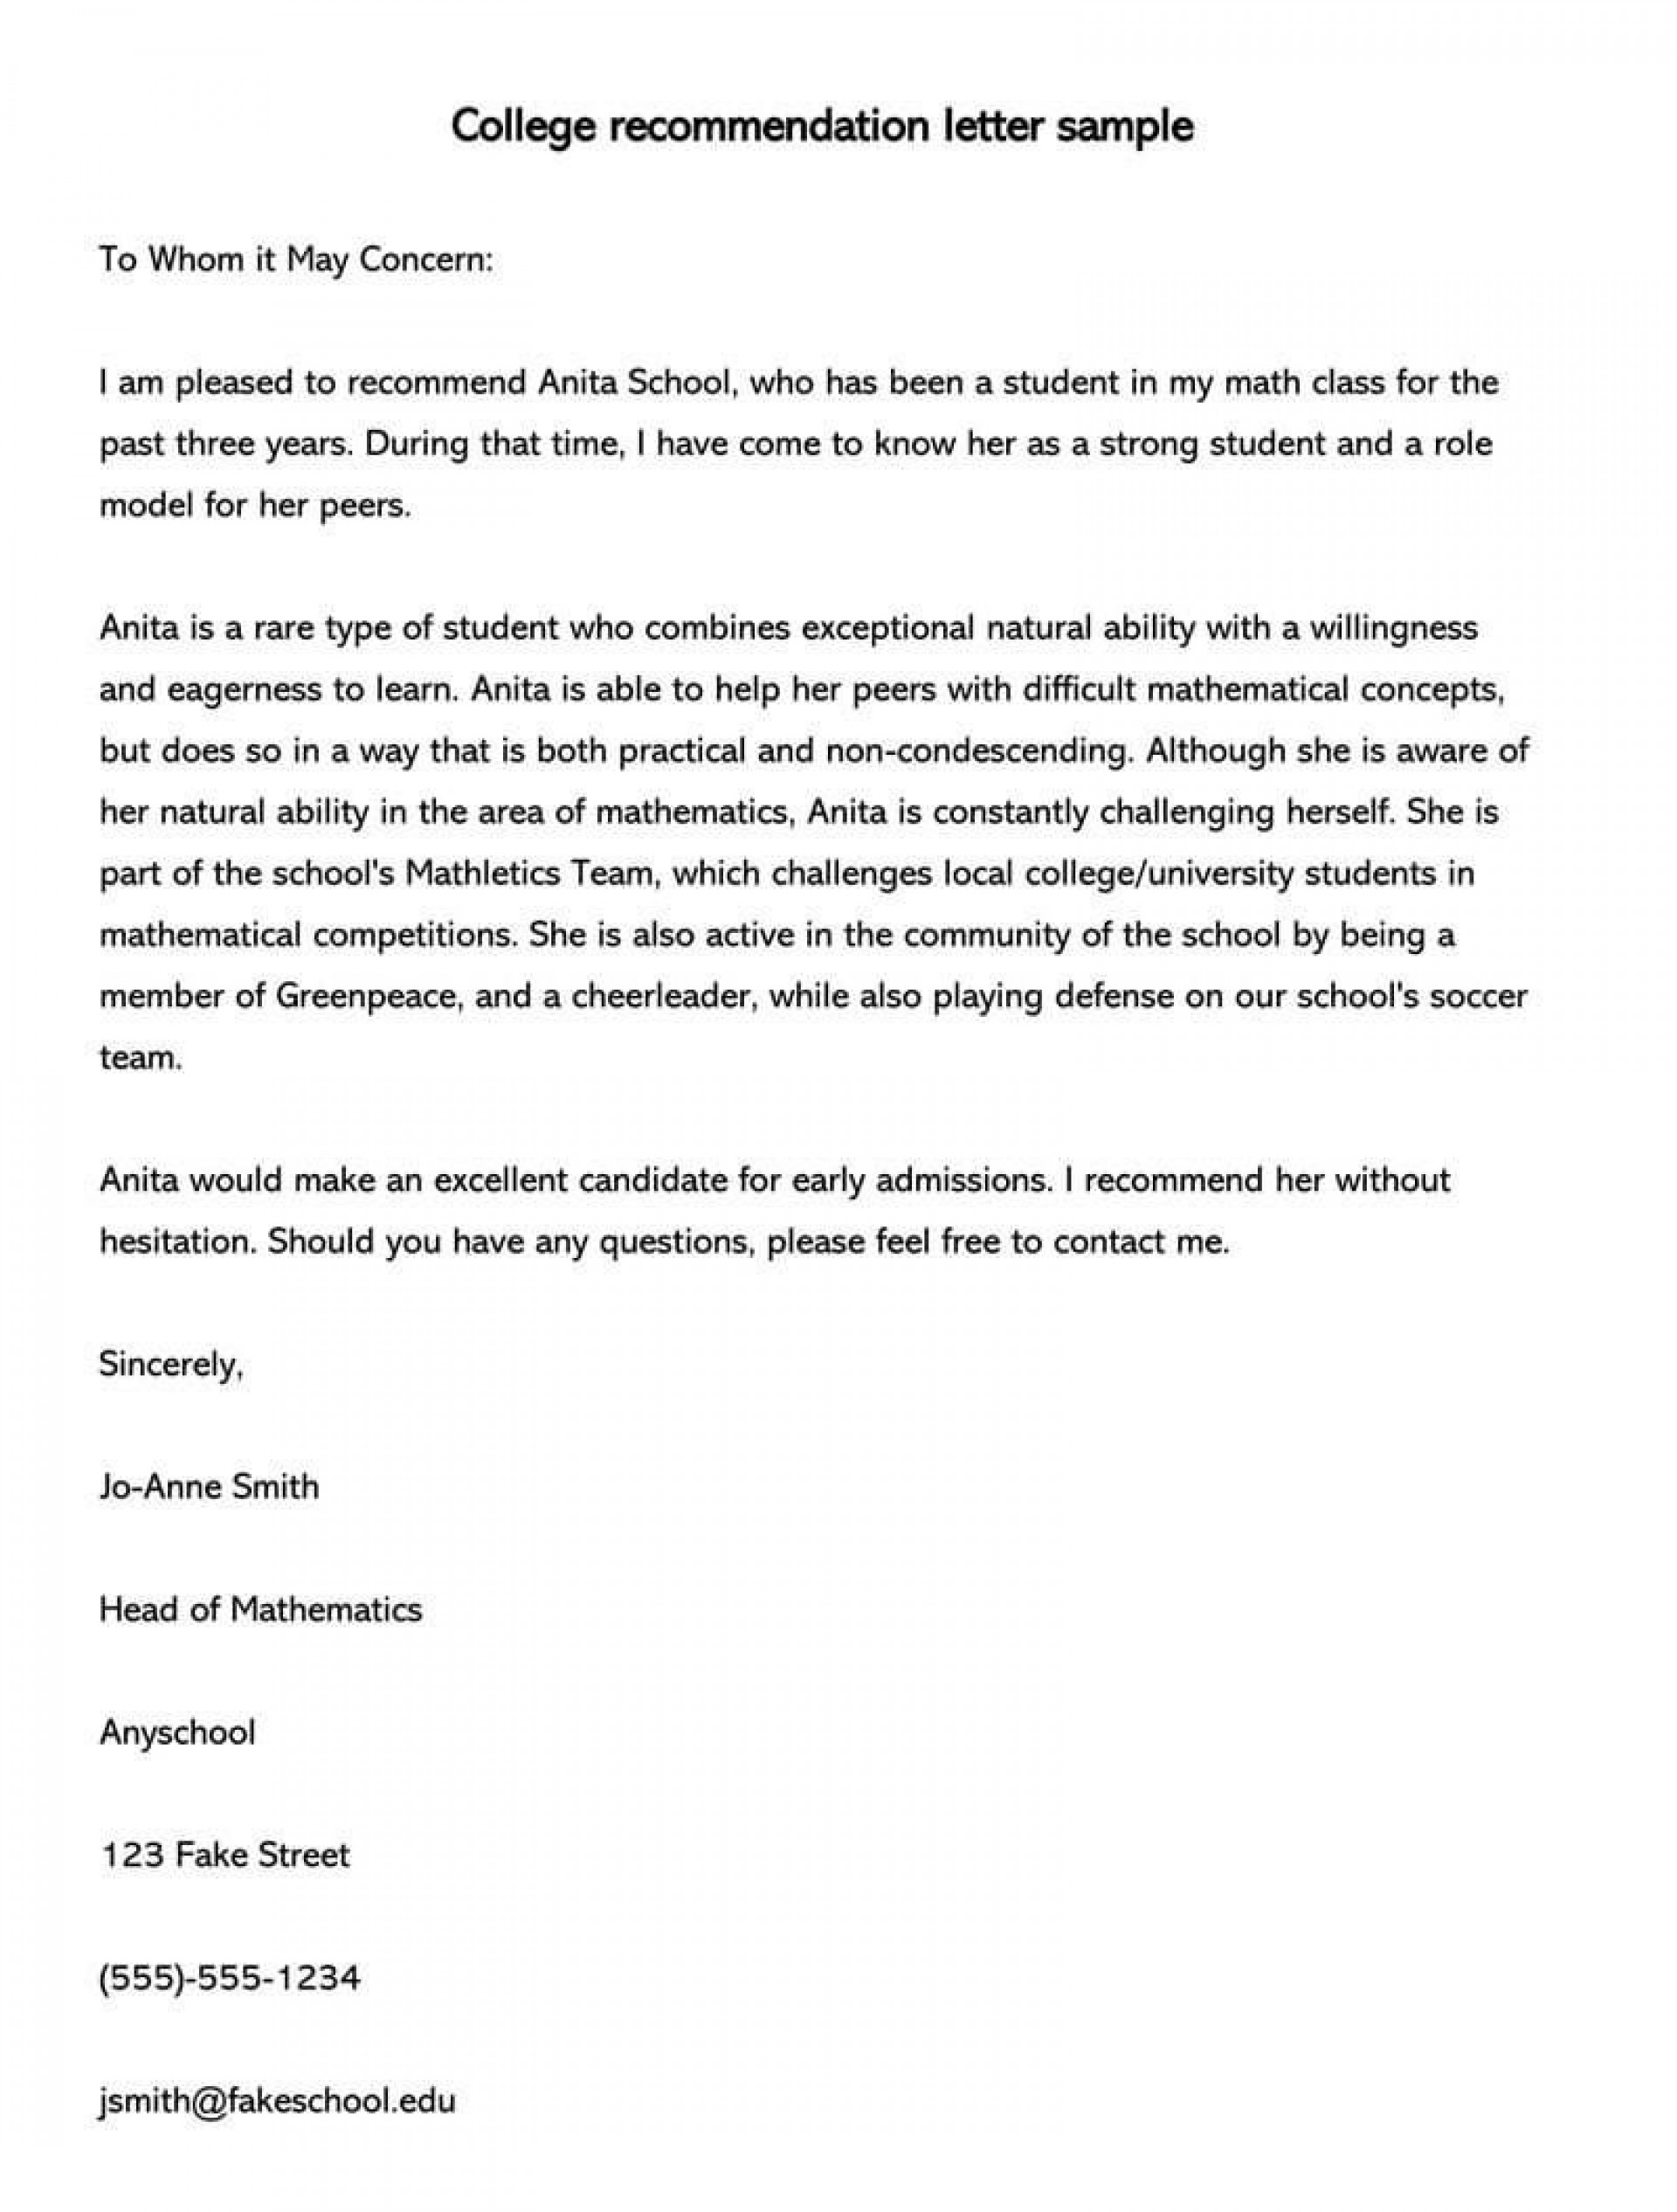 College recommendation letter sample
To Whom it May Concern:
I am pleased to recommend Anita School, who has been a student in my math class for the
past three years. During that time, I have come to know her as a strong student and a role
model for her peers.
Anita is a rare type of student who combines exceptional natural ability with a willingness
and eagerness to learn. Anita is able to help her peers with difficult mathematical concepts,
but does so in a way that is both practical and non-condescending. Although she is aware of
her natural ability in the area of mathematics, Anita is constantly challenging herself. She is
part of the school's Mathletics Team, which challenges local college/university students in
mathematical competitions. She is also active in the community of the school by being a
member of Greenpeace, and a cheerleader, while also playing defense on our school's soccer
team.
Anita would make an excellent candidate for early admissions. I recommend her without
hesitation. Should you have any questions, please feel free to contact me.
Sincerely,
Jo-Anne Smith
Head of Mathematics
Anyschool
123 Fake Street
(555)-555-1234
jsmith@fakeschool.edu